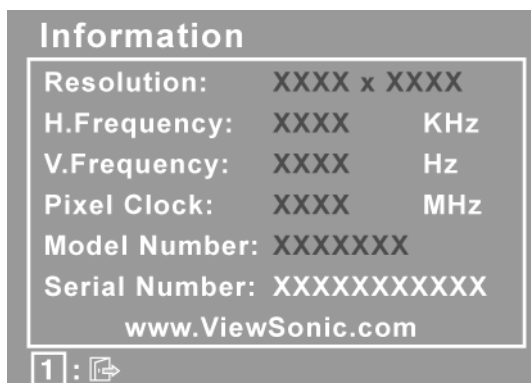 Information
Resolution: XXXX x XXXX
H.Frequency: XXXX KHz
V.Frequency: XXXX Hz
Pixel Clock: XXXX MHz
Model Number: XXXXXXX
Serial Number: XXXXXXXXXXX
www.ViewSonic.com
1 :